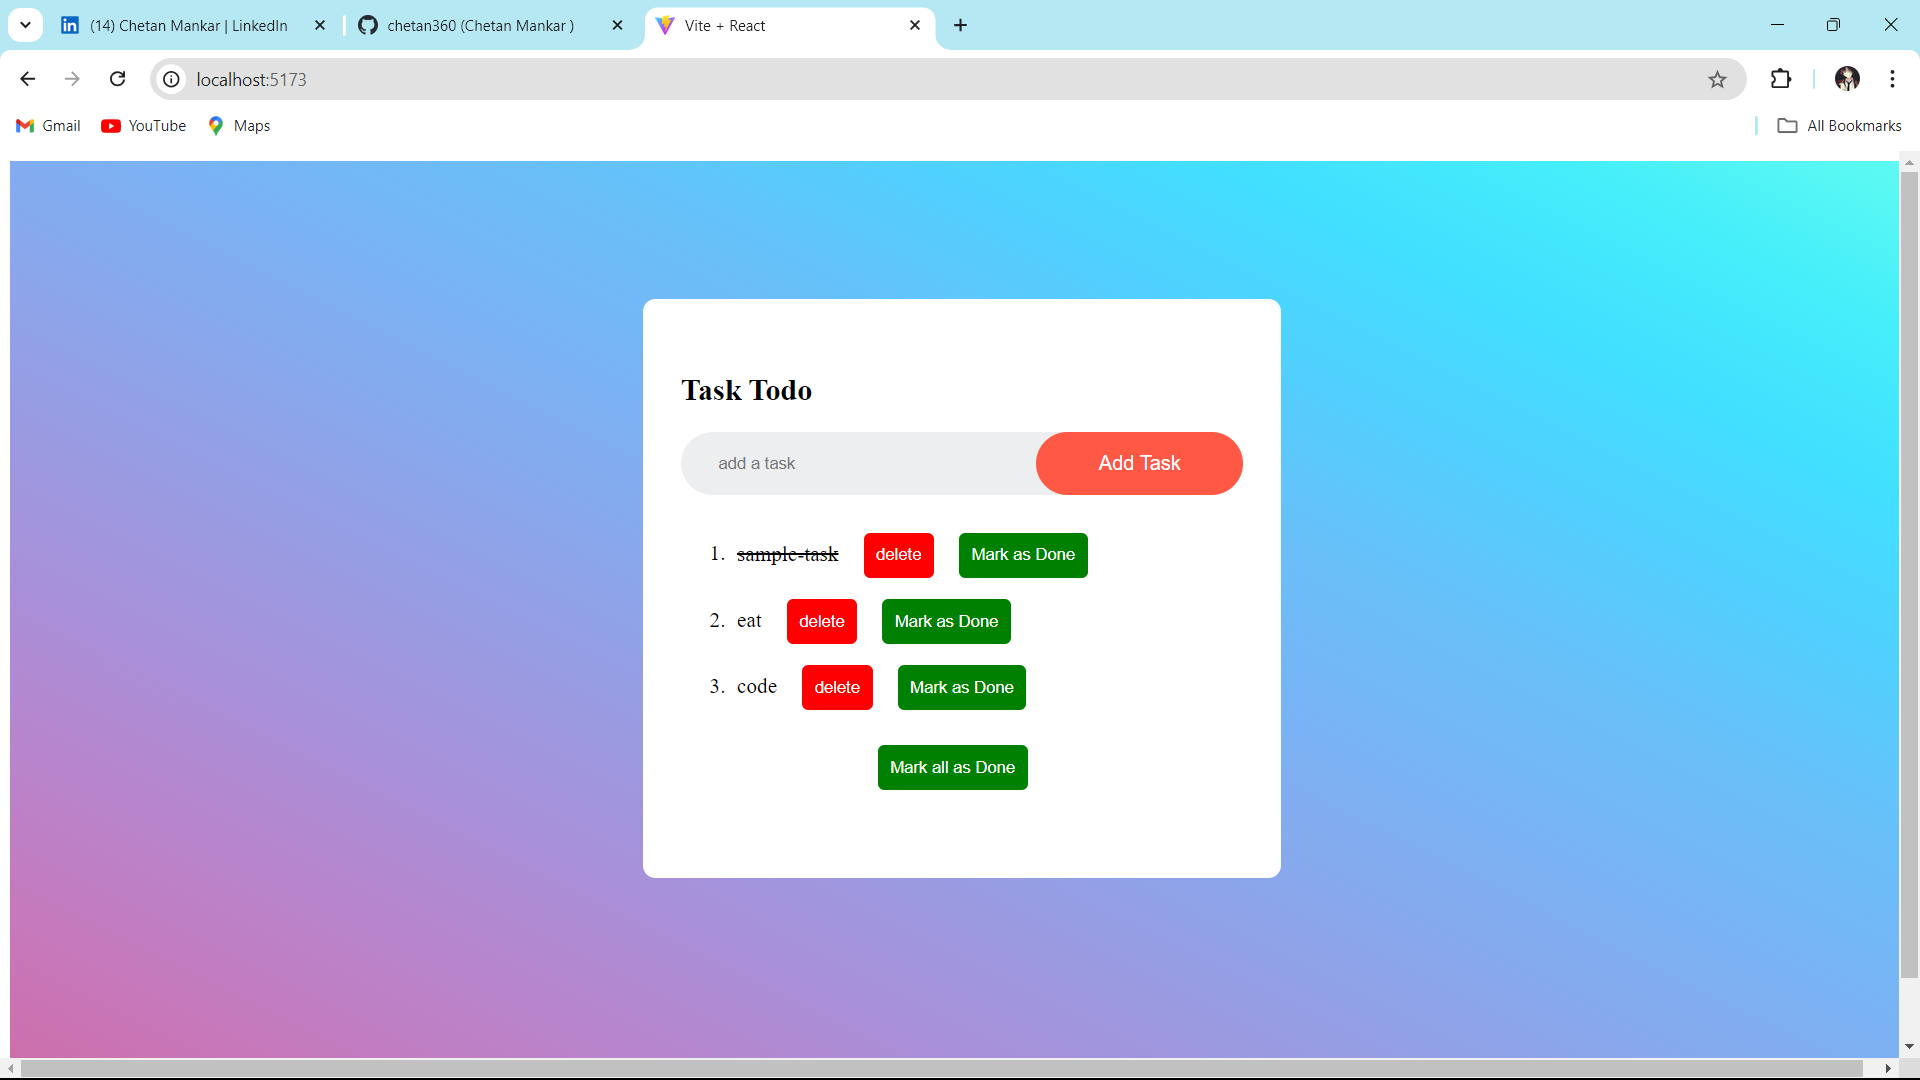 (14) Chetan Mankar | LinkedIn
chetan360 (Chetan Mankar )
Vite + React
localhost:5173
Gmail
YouTube
Maps
All Bookmarks
Task Todo
add a task
Add Task
1. sample-task delete Mark as Done
2. eat delete Mark as Done
3. code delete Mark as Done
Mark all as Done